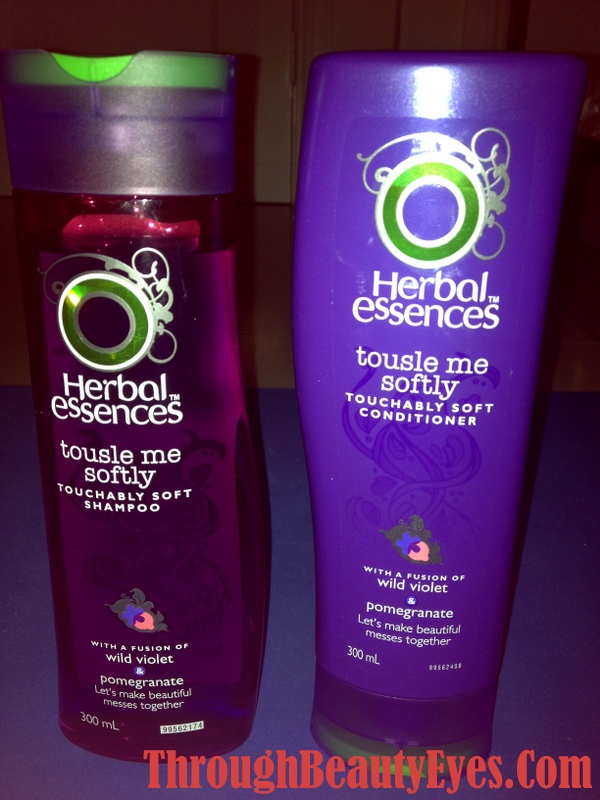 Herbal
essences™
tousle me
softly
TOUCHABLY SOFT
SHAMPOO
WITH A FUSION OF
wild violet
&
pomegranate
Let's make beautiful
messes together
300 mL
99562174
Herbal
essences™
tousle me
softly
TOUCHABLY SOFT
CONDITIONER
WITH A FUSION OF
wild violet
&
pomegranate
Let's make beautiful
messes together
300 mL
99562408
ThroughBeautyEyes.Com